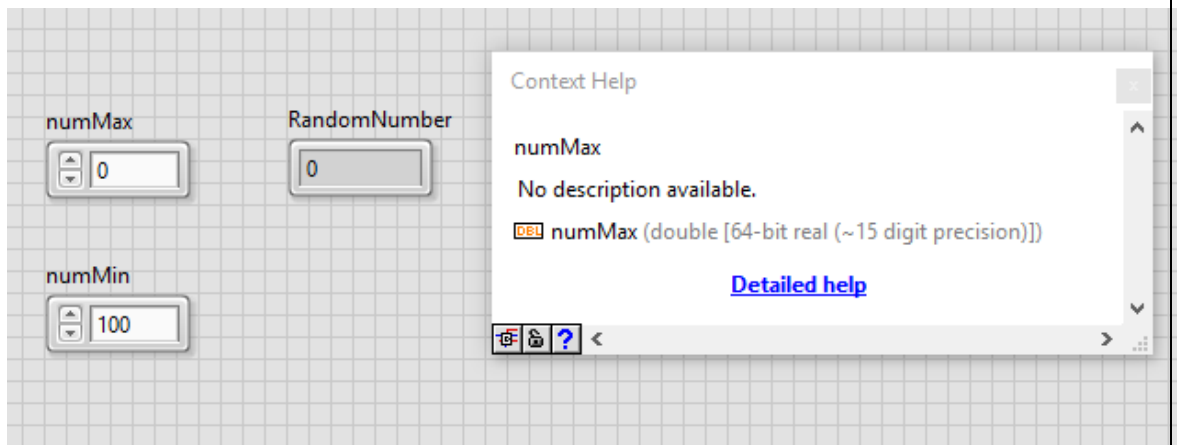 numMax
0
RandomNumber
0
numMin
100
Context Help
x
numMax
No description available.
DBL numMax (double [64-bit real (~15 digit precision)])
Detailed help
?